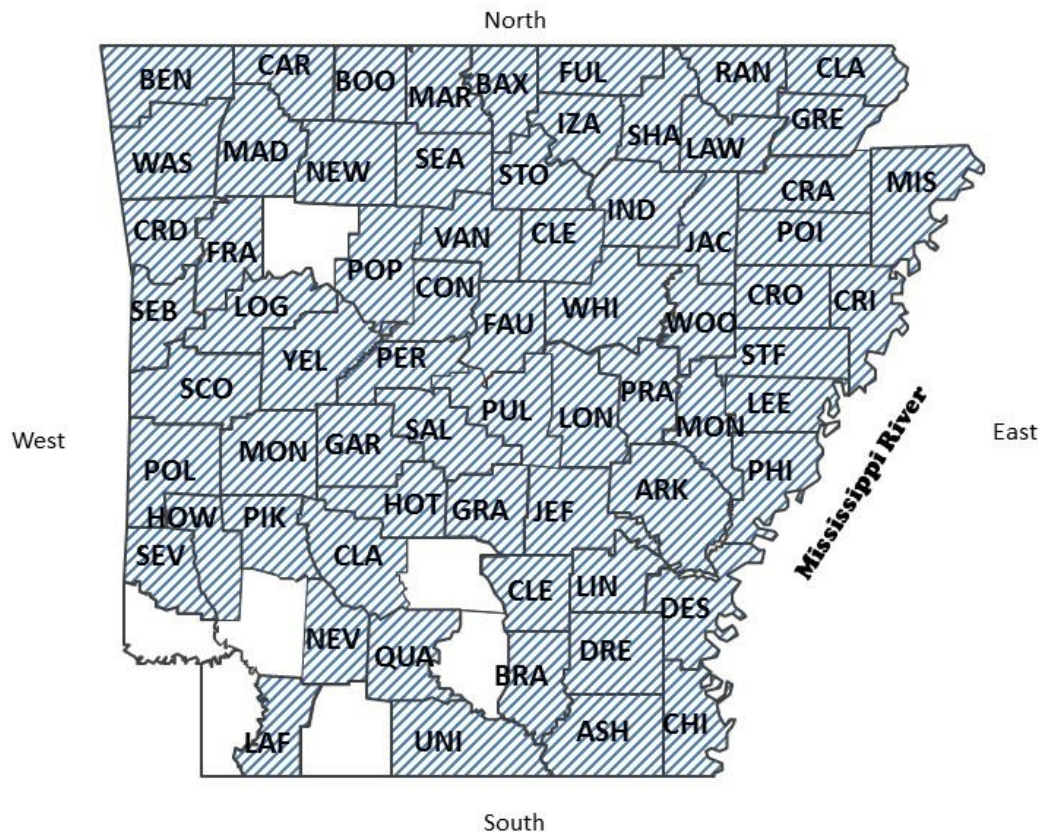 North
BEN CAR BOO MAR BAX FUL RAN CLA
WAS MAD NEW SEA STO IZA SHA LAW GRE
CRD FRA POP VAN CLE IND JAC CRA MIS
POI
SEB LOG CON FAU WHI WOO CRO CRI
SCO YEL PER PUL LON PRA MON STF LEE
West
East
POL MON GAR SAL PHI
Mississippi River
HOW PIK HOT GRA JEF ARK
SEV CLA CLE LIN DES
NEV QUA BRA DRE
LAF UNI ASH CHI
South